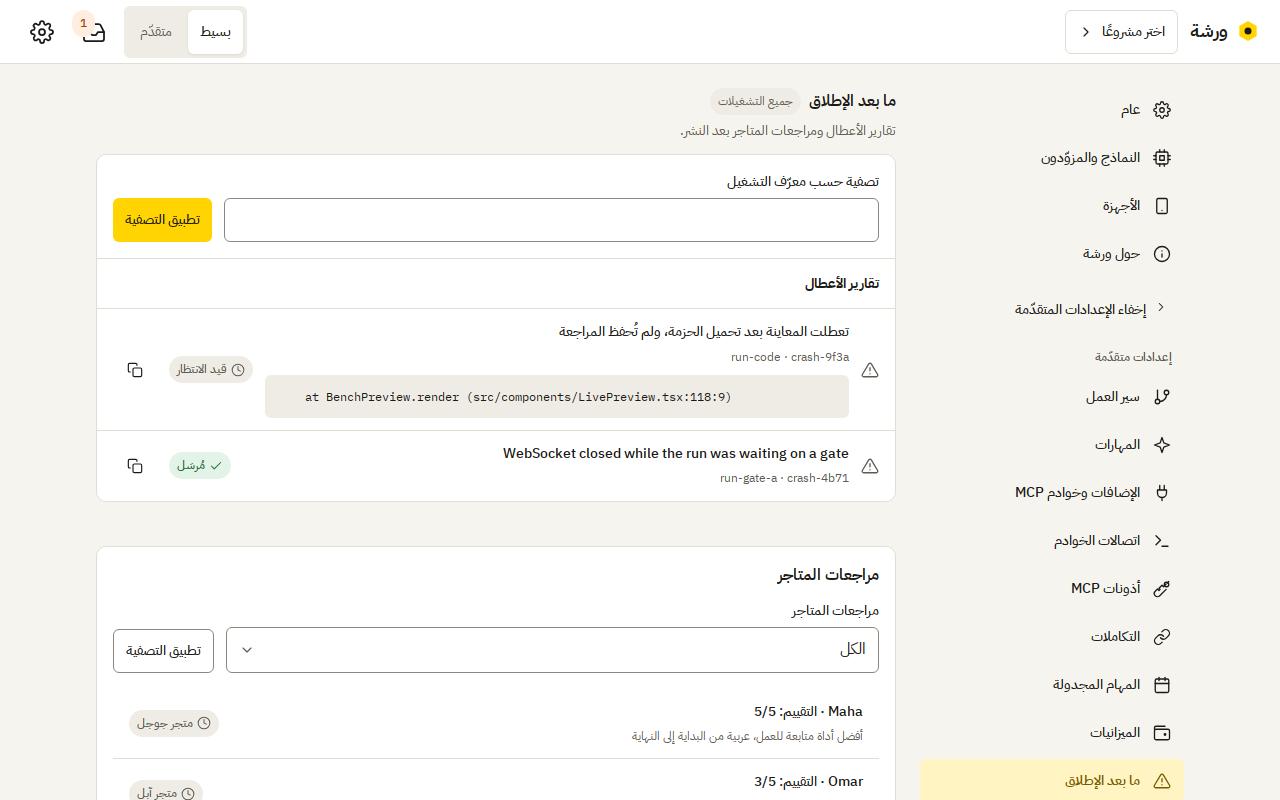 ورشة
اختر مشروعًا
بسيط
متقدّم
1
عام
النماذج والمزوّدون
الأجهزة
حول ورشة
إخفاء الإعدادات المتقدّمة
إعدادات متقدّمة
سير العمل
المهارات
الإضافات وخوادم MCP
اتصالات الخوادم
أذونات MCP
التكاملات
المهام المجدولة
الميزانيات
ما بعد الإطلاق
ما بعد الإطلاق
جميع التشغيلات
تقارير الأعطال ومراجعات المتاجر بعد النشر.
تصفية حسب معرّف التشغيل
تطبيق التصفية
تقارير الأعطال
تعطلت المعاينة بعد تحميل الحزمة، ولم تُحفظ المراجعة
run-code · crash-9f3a
at BenchPreview.render (src/components/LivePreview.tsx:118:9)
قيد الانتظار
WebSocket closed while the run was waiting on a gate
run-gate-a · crash-4b71
مُرسَل
مراجعات المتاجر
مراجعات المتاجر
الكل
تطبيق التصفية
Maha · التقييم: 5/5
أفضل أداة متابعة للعمل، عربية من البداية إلى النهاية
متجر جوجل
Omar · التقييم: 3/5
متجر آبل